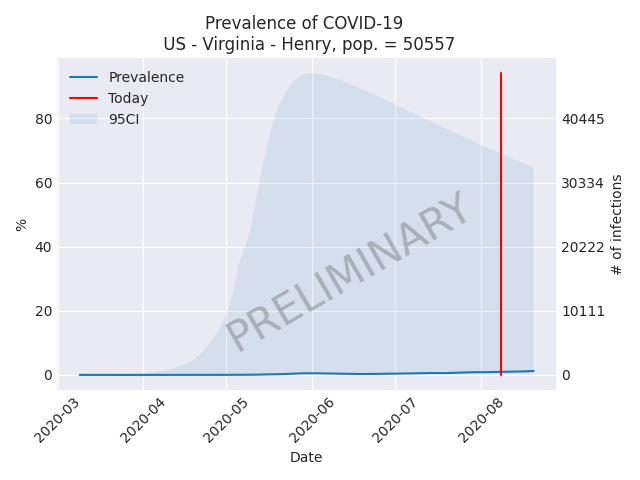 Prevalence of COVID-19
US - Virginia - Henry, pop. = 50557
Prevalence
Today
95CI
80
60
40
20
0
%
40445
30334
20222
10111
0
# of infections
PRELIMINARY
2020-03
2020-04
2020-05
2020-06
2020-07
2020-08
Date